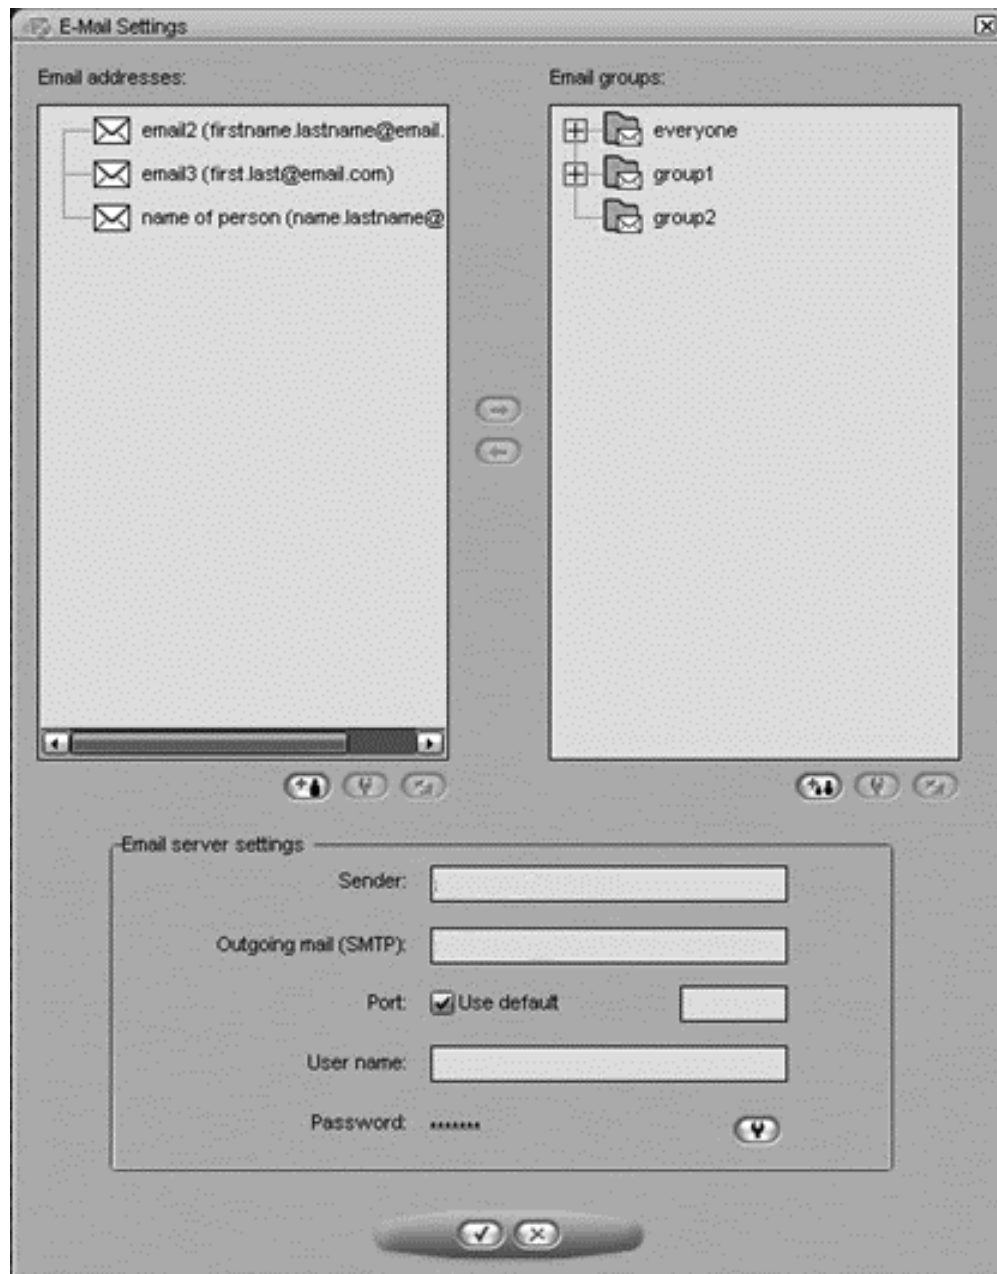 E-Mail Settings
Email addresses:
email2 (firstname.lastname@email.
email3 (first.last@email.com)
name of person (name.lastname@
Email groups:
everyone
group1
group2
Email server settings
Sender:
Outgoing mail (SMTP):
Port:
Use default
User name:
Password:
*******